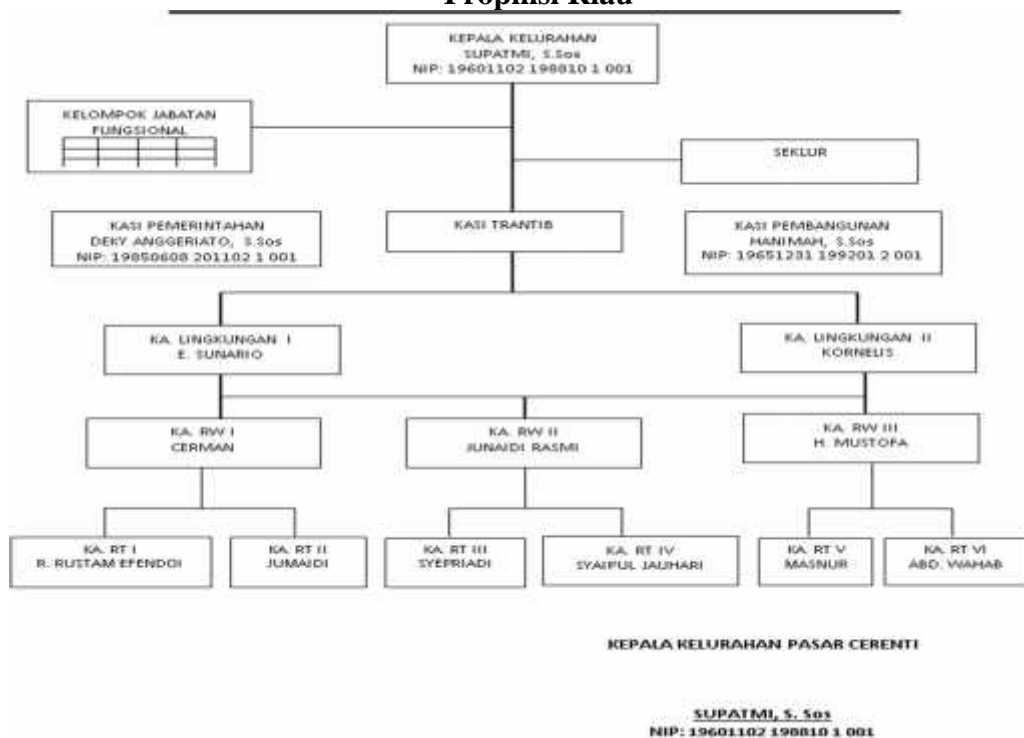 Propinsi Riau
KEPALA KELURAHAN
SUPATMI, S.Sos
NIP: 19601102 198810 1 001
KELOMPOK JABATAN
FUNGSIONAL
SEKLUR
KASI PEMERINTAHAN
DEKY ANGGERIATO, S.Sos
NIP: 19850608 201102 1 001
KASI TRANTIB
KASI PEMBANGUNAN
HANIMAH, S.Sos
NIP: 19651231 199201 2 001
KA. LINGKUNGAN I
E. SUNARIO
KA. LINGKUNGAN II
KORNELIS
KA. RW I
CERMAN
KA. RW II
JUNAIDI RASMI
KA. RW III
H. MUSTOFA
KA. RT I
R. RUSTAM EFENDOI
KA. RT II
JUMAIDI
KA. RT III
SYEPRIADI
KA. RT IV
SYAIPUL JAUHARI
KA. RT V
MASNUR
KA. RT VI
ABD. WAHAB
KEPALA KELURAHAN PASAR CERENTI
SUPATMI, S. Sos
NIP: 19601102 198810 1 001